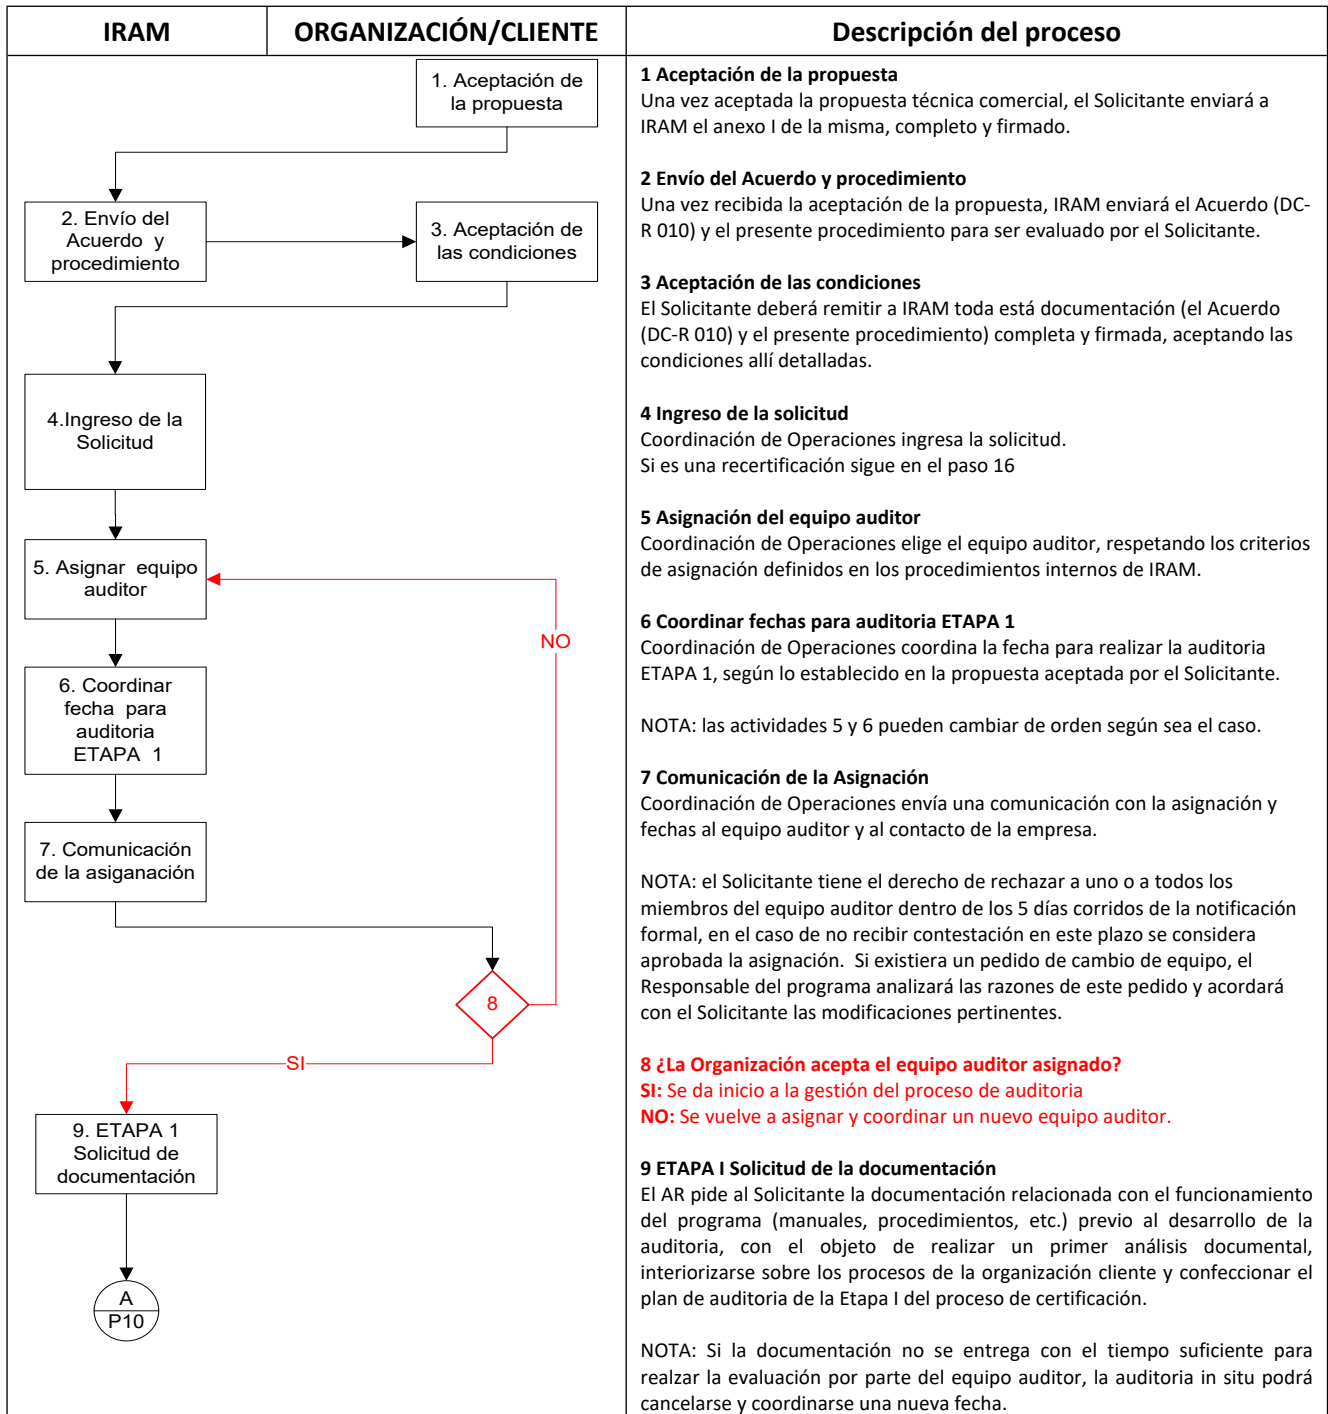 IRAM
ORGANIZACIÓN/CLIENTE
Descripción del proceso
1. Aceptación de
la propuesta
2. Envío del
Acuerdo y
procedimiento
3. Aceptación de
las condiciones
4.Ingreso de la
Solicitud
5. Asignar equipo
auditor
NO
6. Coordinar
fecha para
auditoria
ETAPA 1
7. Comunicación
de la asiganación
8
SI
9. ETAPA 1
Solicitud de
documentación
A
P10
1 Aceptación de la propuesta
Una vez aceptada la propuesta técnica comercial, el Solicitante enviará a
IRAM el anexo I de la misma, completo y firmado.
2 Envío del Acuerdo y procedimiento
Una vez recibida la aceptación de la propuesta, IRAM enviará el Acuerdo (DC-
R 010) y el presente procedimiento para ser evaluado por el Solicitante.
3 Aceptación de las condiciones
El Solicitante deberá remitir a IRAM toda está documentación (el Acuerdo
(DC-R 010) y el presente procedimiento) completa y firmada, aceptando las
condiciones allí detalladas.
4 Ingreso de la solicitud
Coordinación de Operaciones ingresa la solicitud.
Si es una recertificación sigue en el paso 16
5 Asignación del equipo auditor
Coordinación de Operaciones elige el equipo auditor, respetando los criterios
de asignación definidos en los procedimientos internos de IRAM.
6 Coordinar fechas para auditoria ETAPA 1
Coordinación de Operaciones coordina la fecha para realizar la auditoria
ETAPA 1, según lo establecido en la propuesta aceptada por el Solicitante.
NOTA: las actividades 5 y 6 pueden cambiar de orden según sea el caso.
7 Comunicación de la Asignación
Coordinación de Operaciones envía una comunicación con la asignación y
fechas al equipo auditor y al contacto de la empresa.
NOTA: el Solicitante tiene el derecho de rechazar a uno o a todos los
miembros del equipo auditor dentro de los 5 días corridos de la notificación
formal, en el caso de no recibir contestación en este plazo se considera
aprobada la asignación. Si existiera un pedido de cambio de equipo, el
Responsable del programa analizará las razones de este pedido y acordará
con el Solicitante las modificaciones pertinentes.
8 ¿La Organización acepta el equipo auditor asignado?
SI: Se da inicio a la gestión del proceso de auditoria
NO: Se vuelve a asignar y coordinar un nuevo equipo auditor.
9 ETAPA I Solicitud de la documentación
El AR pide al Solicitante la documentación relacionada con el funcionamiento
del programa (manuales, procedimientos, etc.) previo al desarrollo de la
auditoria, con el objeto de realizar un primer análisis documental,
interiorizarse sobre los procesos de la organización cliente y confeccionar el
plan de auditoria de la Etapa I del proceso de certificación.
NOTA: Si la documentación no se entrega con el tiempo suficiente para
realzar la evaluación por parte del equipo auditor, la auditoria in situ podrá
cancelarse y coordinarse una nueva fecha.